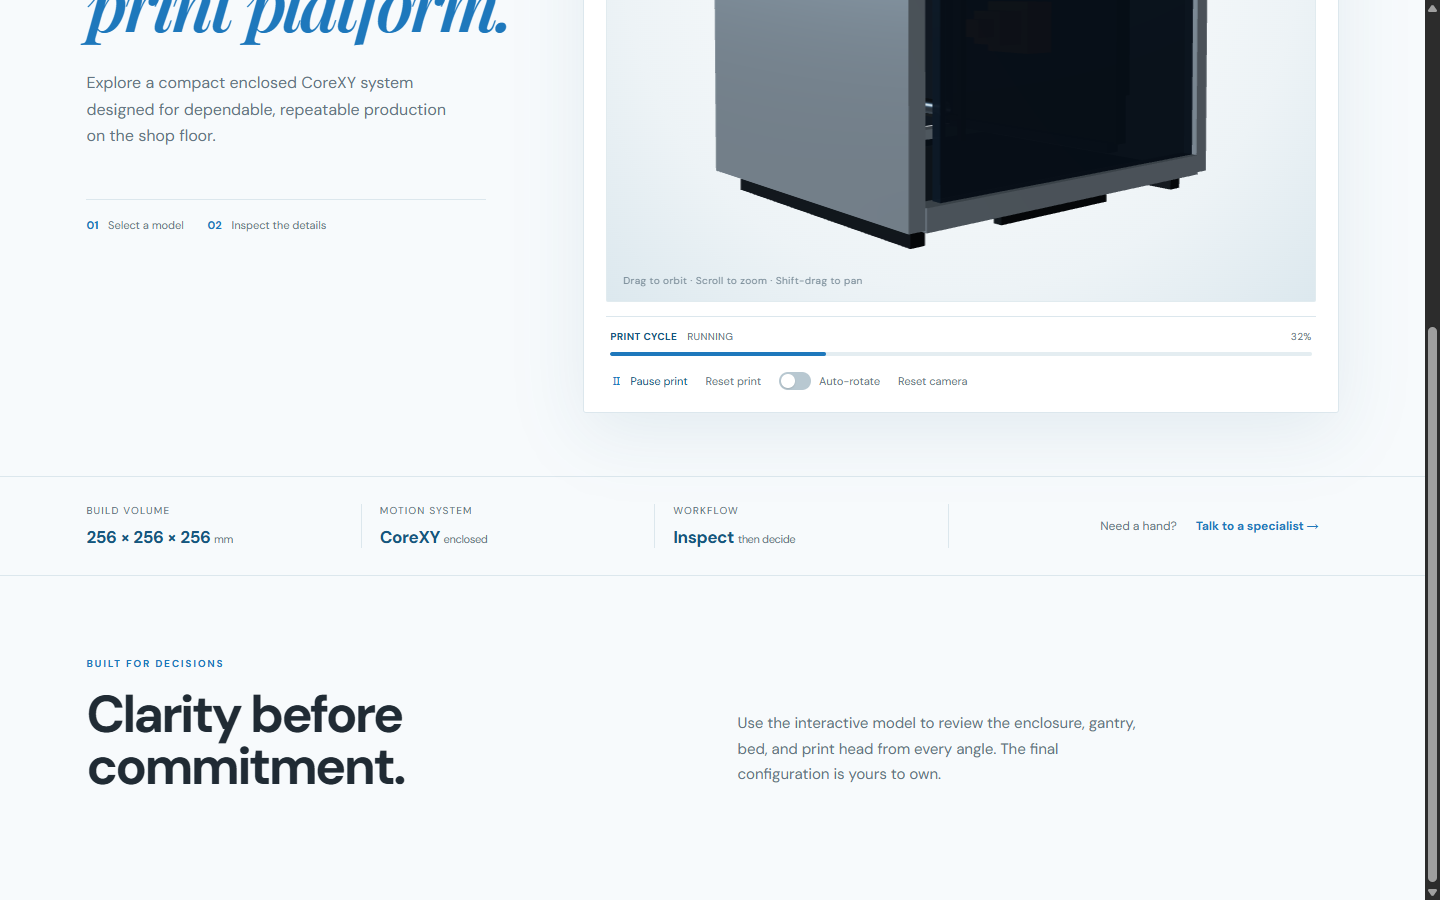 print platform.
Explore a compact enclosed CoreXY system
designed for dependable, repeatable production
on the shop floor.
01 Select a model 02 Inspect the details
Drag to orbit · Scroll to zoom · Shift-drag to pan
PRINT CYCLE RUNNING 32%
Pause print Reset print Auto-rotate Reset camera
BUILD VOLUME
256 × 256 × 256 mm
MOTION SYSTEM
CoreXY enclosed
WORKFLOW
Inspect then decide
Need a hand? Talk to a specialist →
BUILT FOR DECISIONS
Clarity before
commitment.
Use the interactive model to review the enclosure, gantry,
bed, and print head from every angle. The final
configuration is yours to own.